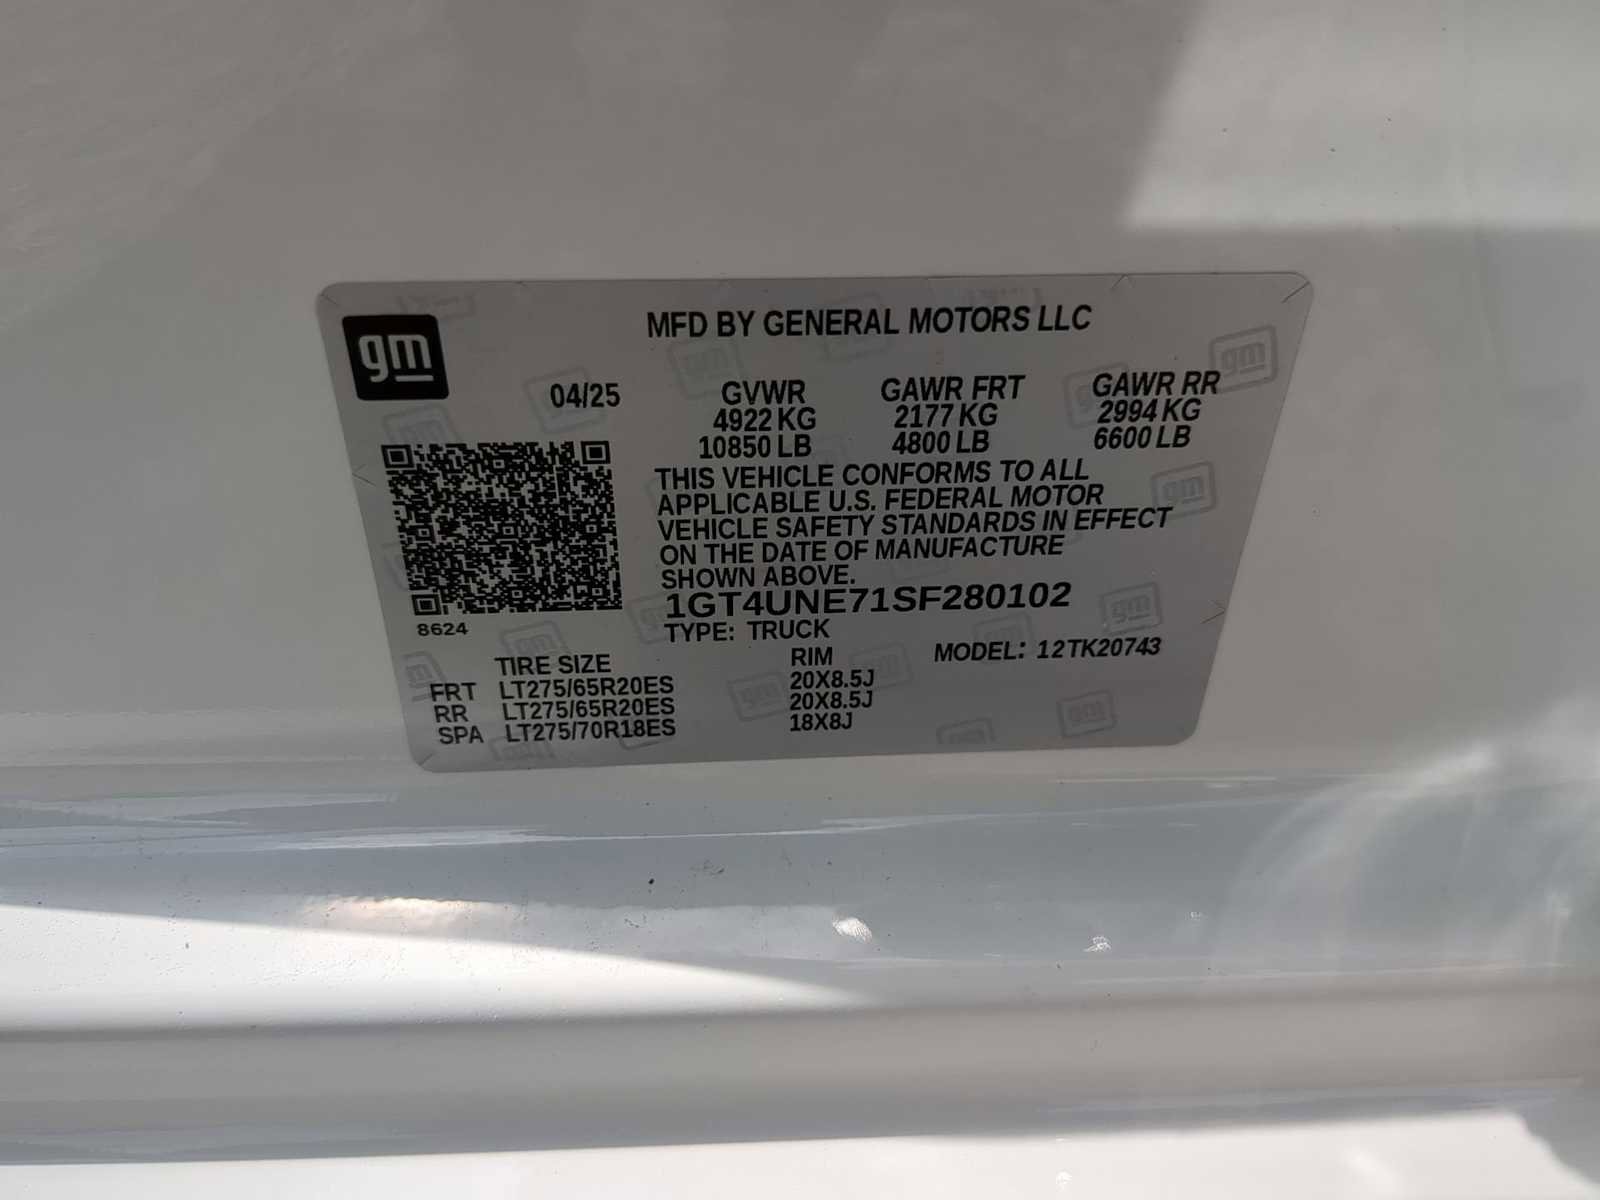 gm
MFD BY GENERAL MOTORS LLC
04/25 GVWR GAWR FRT GAWR RR
4922 KG 2177 KG 2994 KG
10850 LB 4800 LB 6600 LB
THIS VEHICLE CONFORMS TO ALL
APPLICABLE U.S. FEDERAL MOTOR
VEHICLE SAFETY STANDARDS IN EFFECT
ON THE DATE OF MANUFACTURE
SHOWN ABOVE.
1GT4UNE71SF280102
8624
TYPE: TRUCK
MODEL: 12TK20743
TIRE SIZE RIM
FRT LT275/65R20ES 20X8.5J
RR LT275/65R20ES 20X8.5J
SPA LT275/70R18ES 18X8J